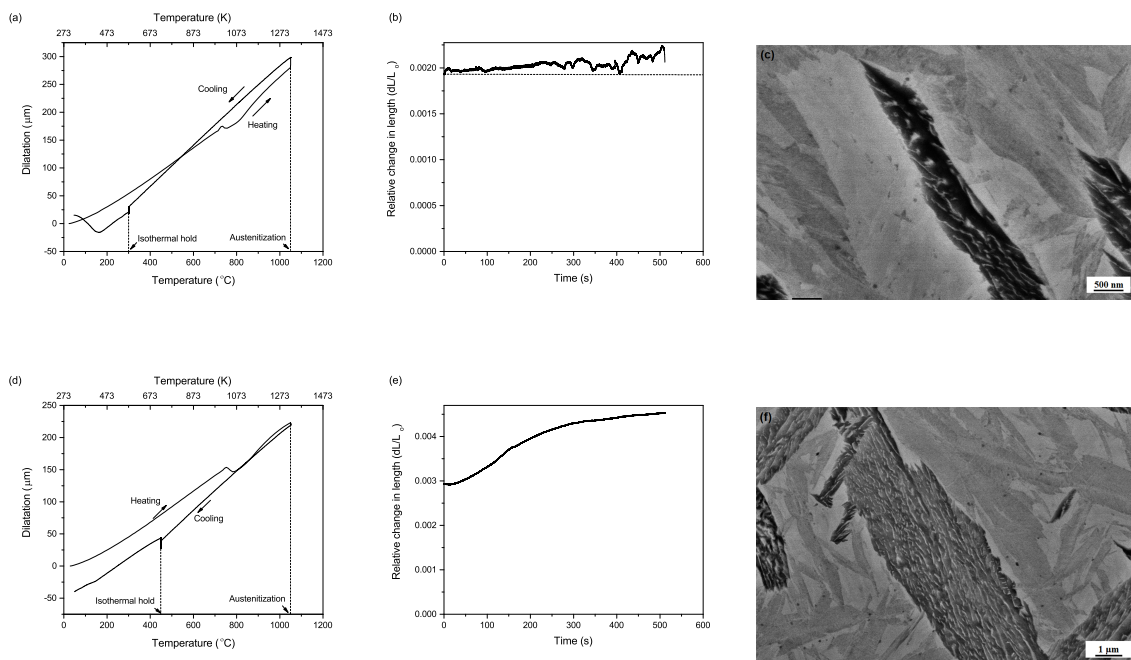 (a)
Temperature (K)
273 473 673 873 1073 1273 1473
Dilatation (µm)
300
250
200
150
100
50
0
-50
Cooling
Heating
Isothermal hold
Austenitization
0 200 400 600 800 1000 1200
Temperature (°C)
(b)
Relative change in length (dL/L₀)
0.0020
0.0015
0.0010
0.0005
0.0000
0 100 200 300 400 500 600
Time (s)
(c)
500 nm
(d)
Temperature (K)
273 473 673 873 1073 1273 1473
Dilatation (µm)
250
200
150
100
50
0
-50
Heating
Cooling
Isothermal hold
Austenitization
0 200 400 600 800 1000 1200
Temperature (°C)
(e)
Relative change in length (dL/L₀)
0.004
0.003
0.002
0.001
0.000
0 100 200 300 400 500 600
Time (s)
(f)
1 µm